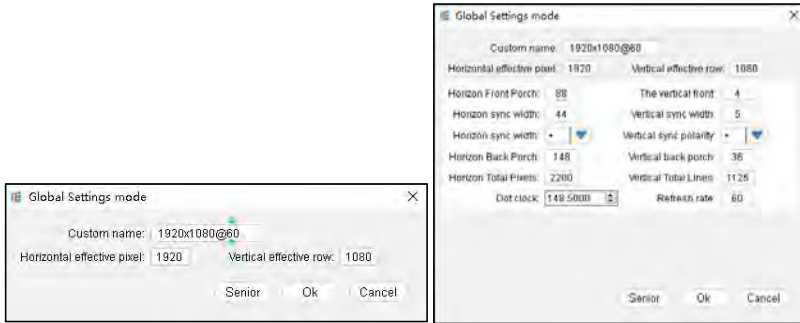 Global Settings mode
Custom name: 1920x1080@60
Horizontal effective pixel: 1920 Vertical effective row: 1080
Senior Ok Cancel
Global Settings mode
Custom name: 1920x1080@60
Horizontal effective pixel: 1920 Vertical effective row: 1080
Horizon Front Porch: 88 The vertical front 4
Horizon sync width: 44 Vertical sync width: 5
Horizon sync width: + Vertical sync polarity +
Horizon Back Porch: 148 Vertical back porch: 36
Horizon Total Pixels: 2200 Vertical Total Lines: 1125
Dot clock: 148.5000 Refresh rate 60
Senior Ok Cancel